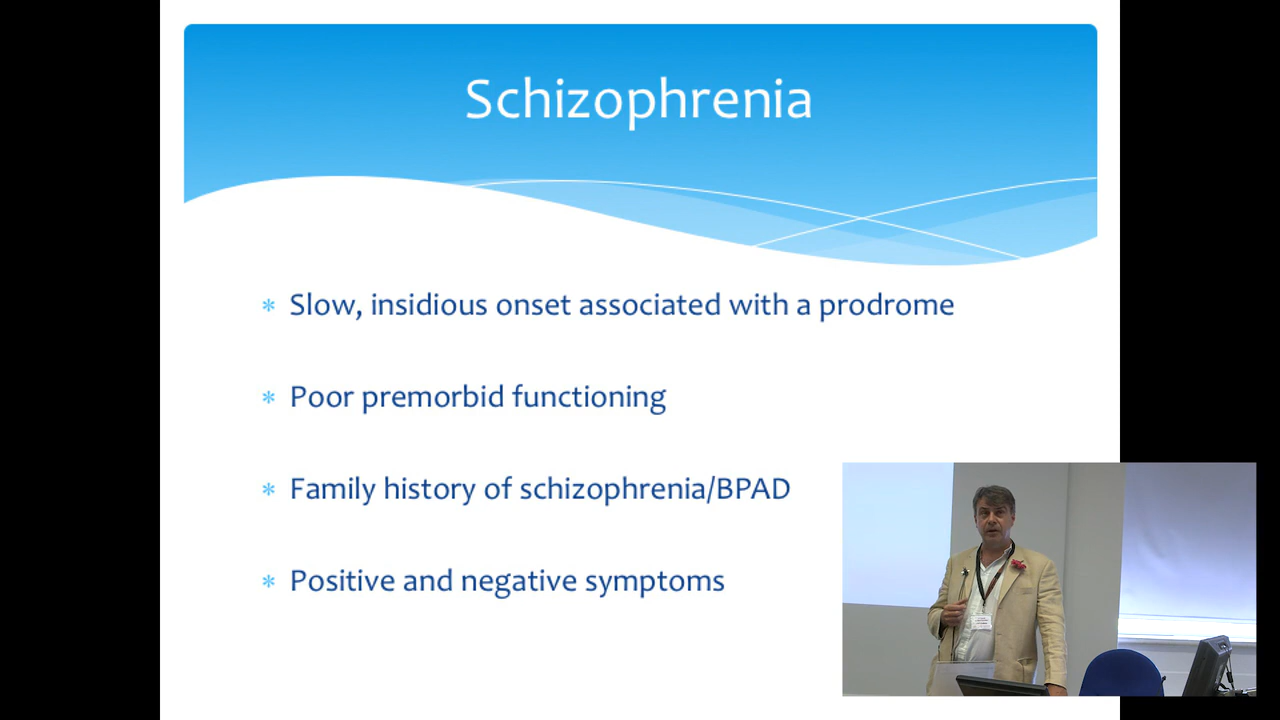 Schizophrenia
* Slow, insidious onset associated with a prodrome
* Poor premorbid functioning
* Family history of schizophrenia/BPAD
* Positive and negative symptoms